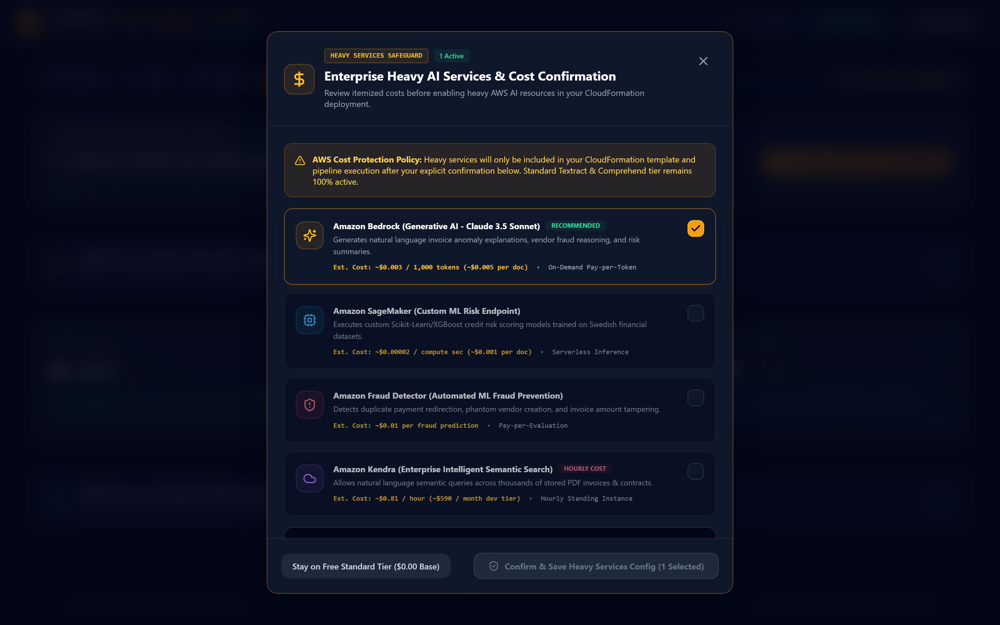 HEAVY SERVICES SAFEGUARD
1 Active
Enterprise Heavy AI Services & Cost Confirmation
Review itemized costs before enabling heavy AWS AI resources in your CloudFormation
deployment.
AWS Cost Protection Policy: Heavy services will only be included in your CloudFormation template and
pipeline execution after your explicit confirmation below. Standard Textract & Comprehend tier remains
100% active.
Amazon Bedrock (Generative AI - Claude 3.5 Sonnet) RECOMMENDED
Generates natural language invoice anomaly explanations, vendor fraud reasoning, and risk
summaries.
Est. Cost: ~$0.003 / 1,000 tokens (~$0.005 per doc) • On-Demand Pay-per-Token
Amazon SageMaker (Custom ML Risk Endpoint)
Executes custom Scikit-Learn/XGBoost credit risk scoring models trained on Swedish financial
datasets.
Est. Cost: ~$0.00002 / compute sec (~$0.001 per doc) • Serverless Inference
Amazon Fraud Detector (Automated ML Fraud Prevention)
Detects duplicate payment redirection, phantom vendor creation, and invoice amount tampering.
Est. Cost: ~$0.01 per fraud prediction • Pay-per-Evaluation
Amazon Kendra (Enterprise Intelligent Semantic Search) HOURLY COST
Allows natural language semantic queries across thousands of stored PDF invoices & contracts.
Est. Cost: ~$0.81 / hour (~$590 / month dev tier) • Hourly Standing Instance
Stay on Free Standard Tier ($0.00 Base)
Confirm & Save Heavy Services Config (1 Selected)